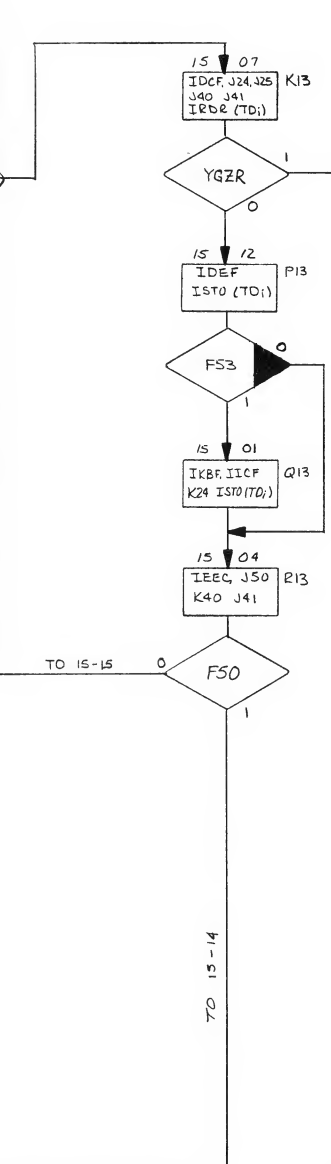 15 07
IDCF, J24, J25 K13
J40 J41
IRDR (TDi)
YGZR 1
0
15 12
IDEF P13
ISTO (TDi)
F53 0
1
15 01
IKBF, IICF Q13
K24 ISTO(TDi)
15 04
IEEC, J50 R13
K40 J41
TO 15-15 0 F50
1
TO 15-14